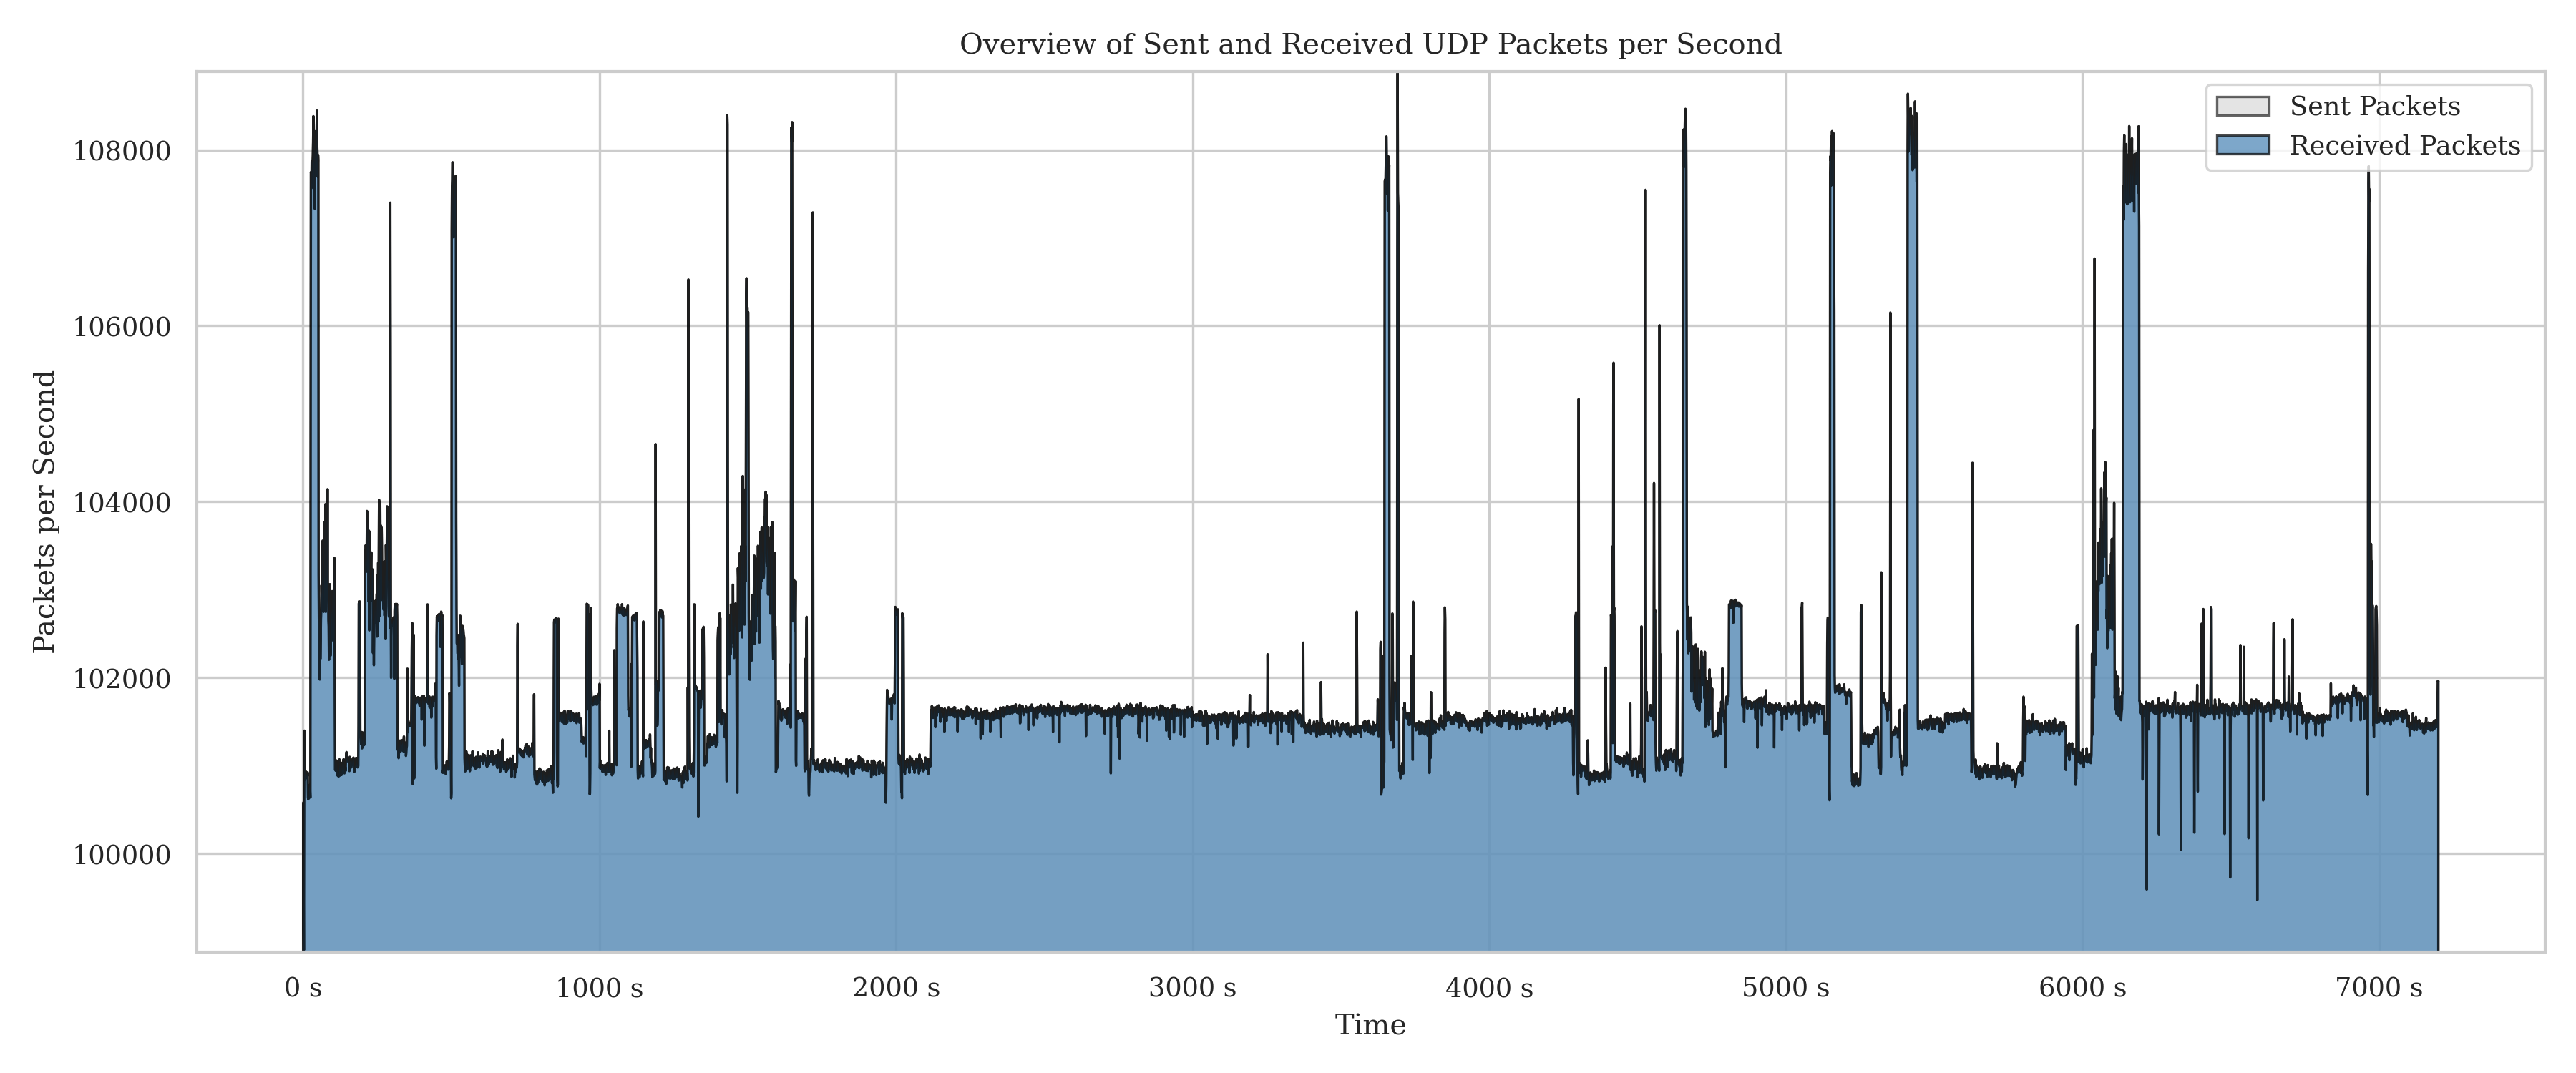 Overview of Sent and Received UDP Packets per Second
Sent Packets
Received Packets
Packets per Second
108000
106000
104000
102000
100000
0 s
1000 s
2000 s
3000 s
4000 s
5000 s
6000 s
7000 s
Time